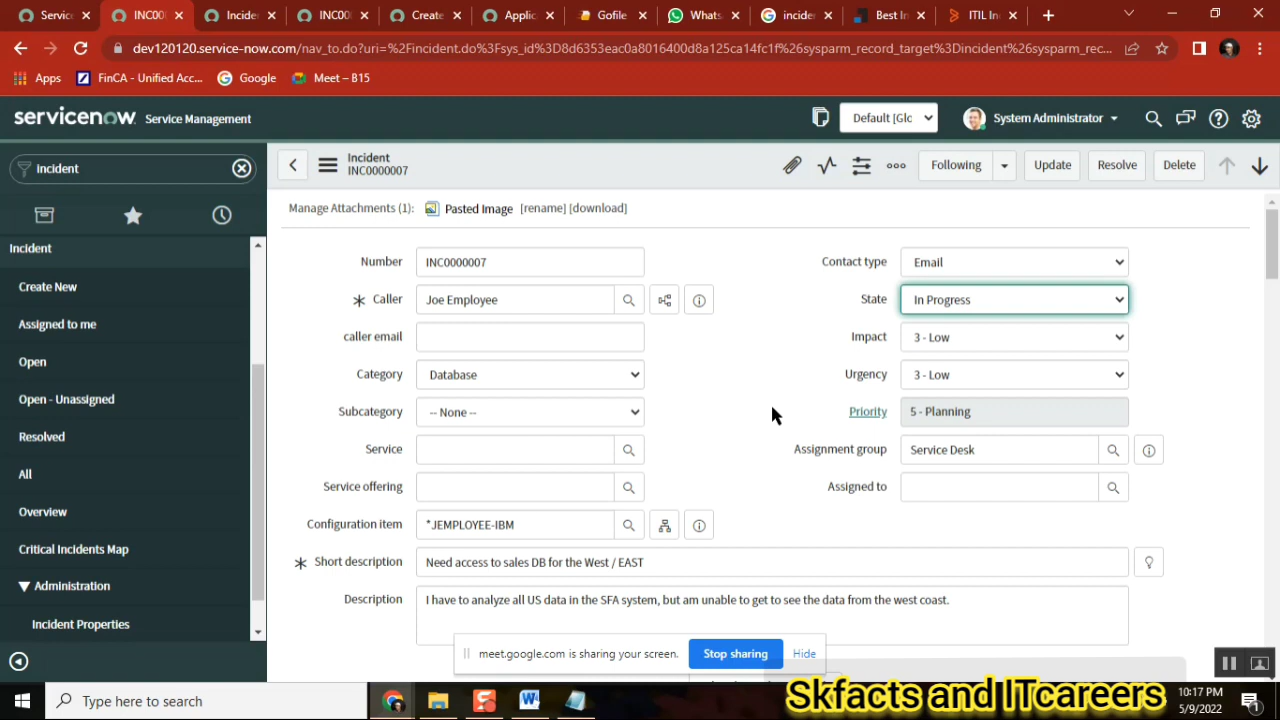 Servic
INC00
Inciden
INC00
Create
Applic
Gofile
Whats
inciden
Best In
ITIL Inc
dev120120.service-now.com/nav_to.do?uri=%2Fincident.do%3Fsys_id%3D8d6353eac0a8016400d8a125ca14fc1f%26sysparm_record_target%3Dincident%26sysparm_rec...
Apps
FinCA - Unified Acc...
Google
Meet – B15
servicenow. Service Management
Default [Glo
System Administrator
incident
Incident
INC0000007
Following
Update
Resolve
Delete
Manage Attachments (1): Pasted Image [rename] [download]
Incident
Create New
Assigned to me
Open
Open - Unassigned
Resolved
All
Overview
Critical Incidents Map
Administration
Incident Properties
Number INC0000007
Caller Joe Employee
caller email
Category Database
Subcategory -- None --
Service
Service offering
Configuration item *JEMPLOYEE-IBM
Contact type Email
State In Progress
Impact 3 - Low
Urgency 3 - Low
Priority 5 - Planning
Assignment group Service Desk
Assigned to
Short description Need access to sales DB for the West / EAST
Description I have to analyze all US data in the SFA system, but am unable to get to see the data from the west coast.
meet.google.com is sharing your screen.
Stop sharing
Hide
Type here to search
Skfacts and ITcareers
10:17 PM
5/9/2022
1